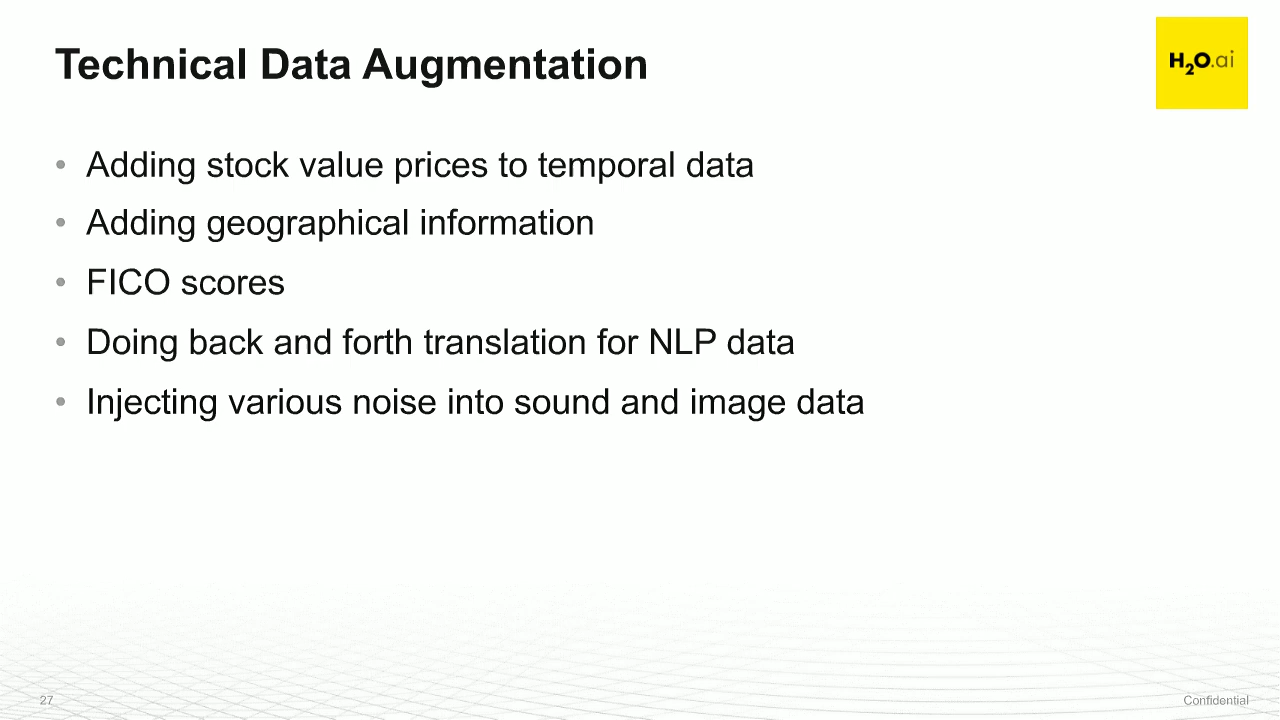 Technical Data Augmentation
H2O.ai
• Adding stock value prices to temporal data
• Adding geographical information
• FICO scores
• Doing back and forth translation for NLP data
• Injecting various noise into sound and image data
27
Confidential